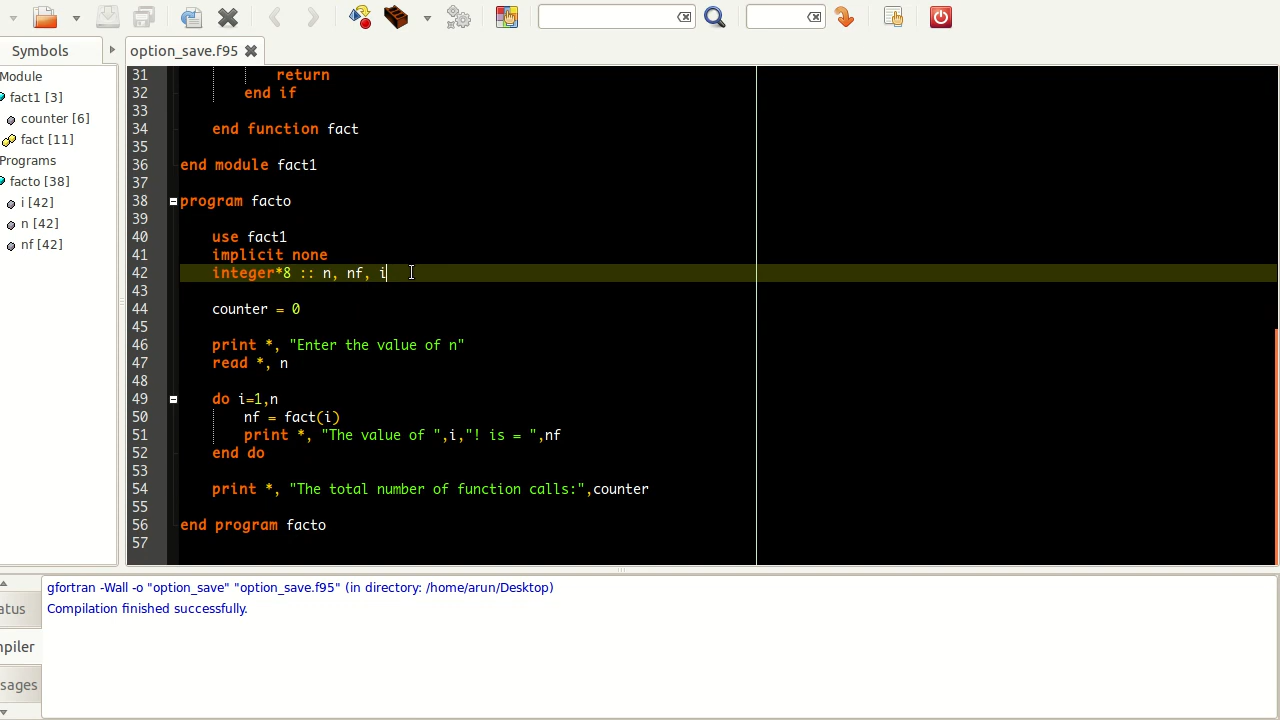 Symbols
option_save.f95
Module
fact1 [3]
counter [6]
fact [11]
Programs
facto [38]
i [42]
n [42]
nf [42]
31 return
32 end if
33
34 end function fact
35
36 end module fact1
37
38 program facto
39
40 use fact1
41 implicit none
42 integer*8 :: n, nf, i
43
44 counter = 0
45
46 print *, "Enter the value of n"
47 read *, n
48
49 do i=1,n
50 nf = fact(i)
51 print *, "The value of ",i,"! is = ",nf
52 end do
53
54 print *, "The total number of function calls:",counter
55
56 end program facto
57
atus
mpiler
ssages
gfortran -Wall -o "option_save" "option_save.f95" (in directory: /home/arun/Desktop)
Compilation finished successfully.